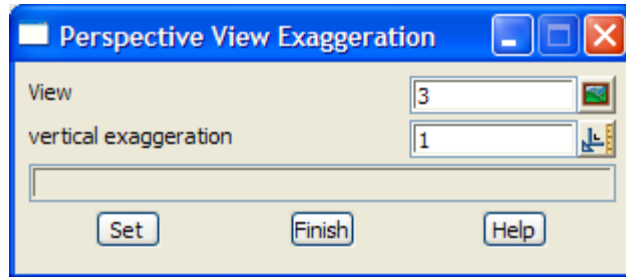 Perspective View Exaggeration
View 3
vertical exaggeration 1
Set Finish Help